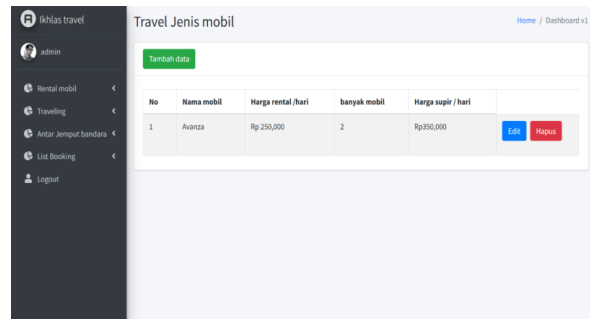 Ikhlas travel
admin
Rental mobil
Traveling
Antar Jemput bandara
List Booking
Logout
Travel Jenis mobil
Home / Dashboard v1
Tambah data
No Nama mobil Harga rental /hari banyak mobil Harga supir / hari
1 Avanza Rp 250,000 2 Rp350,000 Edit Hapus